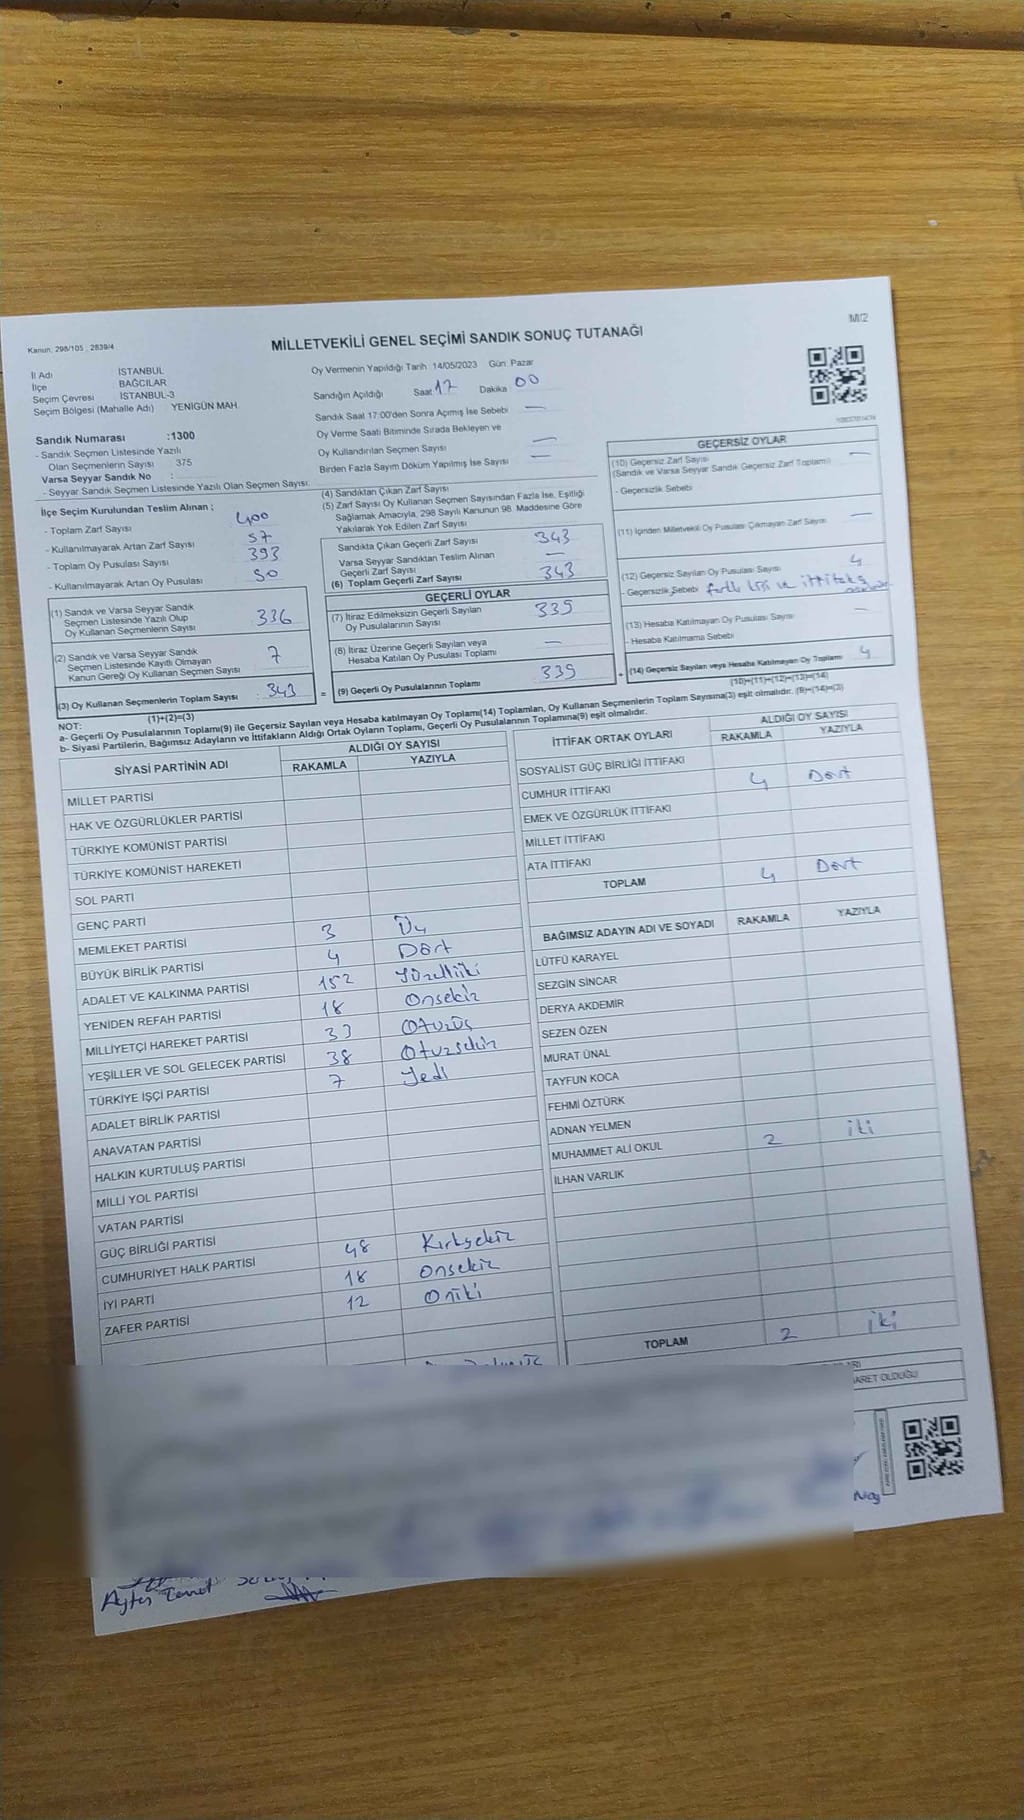 Kanun: 298/105 , 2839/4
M/2
MİLLETVEKİLİ GENEL SEÇİMİ SANDIK SONUÇ TUTANAĞI
İl Adı İSTANBUL
İlçe BAĞCILAR
Seçim Çevresi İSTANBUL-3
Seçim Bölgesi (Mahalle Adı) YENİGÜN MAH.
Sandık Numarası :1300
- Sandık Seçmen Listesinde Yazılı
Olan Seçmenlerin Sayısı : 375
Varsa Seyyar Sandık No :
- Seyyar Sandık Seçmen Listesinde Yazılı Olan Seçmen Sayısı:
Oy Vermenin Yapıldığı Tarih 14/05/2023 Gün Pazar
Sandığın Açıldığı Saat 17 Dakika 00
Sandık Saat 17:00'den Sonra Açımış İse Sebebi —
Oy Verme Saati Bitiminde Sırada Bekleyen ve
Oy Kullandırılan Seçmen Sayısı —
Birden Fazla Sayım Döküm Yapılmış İse Sayısı —
İlçe Seçim Kurulundan Teslim Alınan ;
- Toplam Zarf Sayısı 400
- Kullanılmayarak Artan Zarf Sayısı 57
- Toplam Oy Pusulası Sayısı 393
- Kullanılmayarak Artan Oy Pusulası 50
(1) Sandık ve Varsa Seyyar Sandık
Seçmen Listesinde Yazılı Olup
Oy Kullanan Seçmenlerin Sayısı 336
(2) Sandık ve Varsa Seyyar Sandık
Seçmen Listesinde Kayıtlı Olmayan
Kanun Gereği Oy Kullanan Seçmen Sayısı 7
(3) Oy Kullanan Seçmenlerin Toplam Sayısı : 343 =
(1)+(2)=(3)
(4) Sandıktan Çıkan Zarf Sayısı
(5) Zarf Sayısı Oy Kullanan Seçmen Sayısından Fazla İse, Eşitliği
Sağlamak Amacıyla, 298 Sayılı Kanunun 98. Maddesine Göre
Yakılarak Yok Edilen Zarf Sayısı
Sandıkta Çıkan Geçerli Zarf Sayısı 343
Varsa Seyyar Sandıktan Teslim Alınan
Geçerli Zarf Sayısı —
(6) Toplam Geçerli Zarf Sayısı 343
GEÇERLİ OYLAR
(7) İtiraz Edilmeksizin Geçerli Sayılan
Oy Pusulalarının Sayısı 339
(8) İtiraz Üzerine Geçerli Sayılan veya
Hesaba Katılan Oy Pusulası Toplamı —
(9) Geçerli Oy Pusulalarının Toplamı 339 +
GEÇERSİZ OYLAR
(10) Geçersiz Zarf Sayısı —
(Sandık ve Varsa Seyyar Sandık Geçersiz Zarf Toplamı)
- Geçersizlik Sebebi
(11) İçinden Milletvekili Oy Pusulası Çıkmayan Zarf Sayısı —
(12) Geçersiz Sayılan Oy Pusulası Sayısı 4
- Geçersizlik Sebebi farklı kişi ve ittifaka
(13) Hesaba Katılmayan Oy Pusulası Sayısı —
- Hesaba Katılmama Sebebi
(14) Geçersiz Sayılan veya Hesaba Katılmayan Oy Toplamı 4
(10)+(11)+(12)+(13)=(14)
NOT:
a- Geçerli Oy Pusulalarının Toplamı(9) ile Geçersiz Sayılan veya Hesaba katılmayan Oy Toplamı(14) Toplamları, Oy Kullanan Seçmenlerin Toplam Sayısına(3) eşit olmalıdır. (9)+(14)=(3)
b- Siyasi Partilerin, Bağımsız Adayların ve İttifakların Aldığı Ortak Oyların Toplamı, Geçerli Oy Pusulalarının Toplamına(9) eşit olmalıdır.
SİYASİ PARTİNİN ADI ALDIĞI OY SAYISI
RAKAMLA YAZIYLA
MİLLET PARTİSİ
HAK VE ÖZGÜRLÜKLER PARTİSİ
TÜRKİYE KOMÜNİST PARTİSİ
TÜRKİYE KOMÜNİST HAREKETİ
SOL PARTİ
GENÇ PARTİ
MEMLEKET PARTİSİ 3 Üç
BÜYÜK BİRLİK PARTİSİ 4 Dört
ADALET VE KALKINMA PARTİSİ 152 Yüzelliiki
YENİDEN REFAH PARTİSİ 18 Onsekiz
MİLLİYETÇİ HAREKET PARTİSİ 33 Otuzüç
YEŞİLLER VE SOL GELECEK PARTİSİ 38 Otuzsekiz
TÜRKİYE İŞÇİ PARTİSİ 7 Yedi
ADALET BİRLİK PARTİSİ
ANAVATAN PARTİSİ
HALKIN KURTULUŞ PARTİSİ
MİLLİ YOL PARTİSİ
VATAN PARTİSİ
GÜÇ BİRLİĞİ PARTİSİ
CUMHURİYET HALK PARTİSİ 48 Kırksekiz
İYİ PARTİ 18 Onsekiz
ZAFER PARTİSİ 12 Oniki
İTTİFAK ORTAK OYLARI ALDIĞI OY SAYISI
RAKAMLA YAZIYLA
SOSYALİST GÜÇ BİRLİĞİ İTTİFAKI
CUMHUR İTTİFAKI 4 Dört
EMEK VE ÖZGÜRLÜK İTTİFAKI
MİLLET İTTİFAKI
ATA İTTİFAKI
TOPLAM 4 Dört
BAĞIMSIZ ADAYIN ADI VE SOYADI RAKAMLA YAZIYLA
LÜTFÜ KARAYEL
SEZGİN SİNCAR
DERYA AKDEMİR
SEZEN ÖZEN
MURAT ÜNAL
TAYFUN KOCA
FEHMİ ÖZTÜRK
ADNAN YELMEN
MUHAMMET ALİ OKUL 2 iki
İLHAN VARLIK
TOPLAM 2 iki